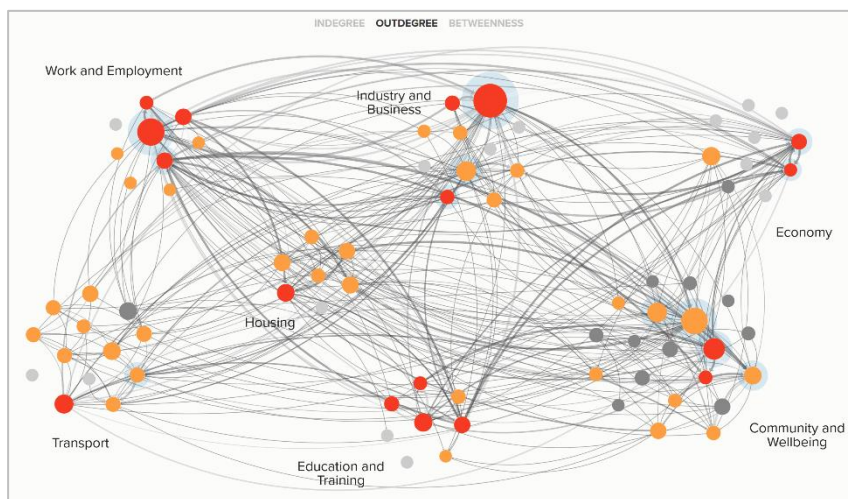 INDEGREE OUTDEGREE BETWEENNESS
Work and Employment
Industry and
Business
Economy
Housing
Transport
Education and
Training
Community and
Wellbeing